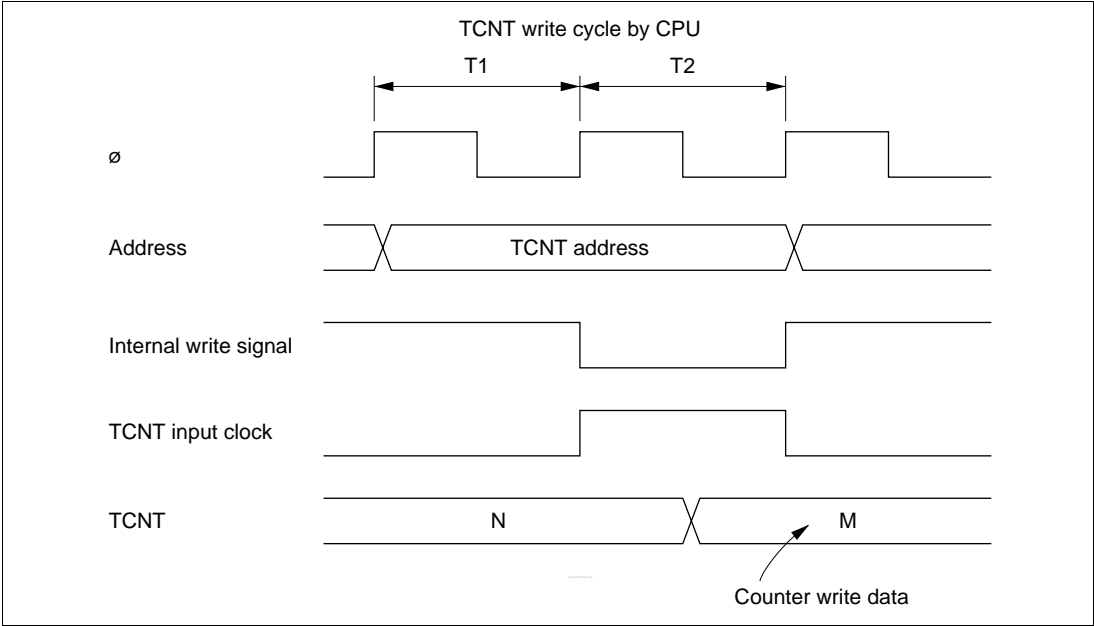 TCNT write cycle by CPU
T1
T2
ø
Address
TCNT address
Internal write signal
TCNT input clock
TCNT
N
M
Counter write data